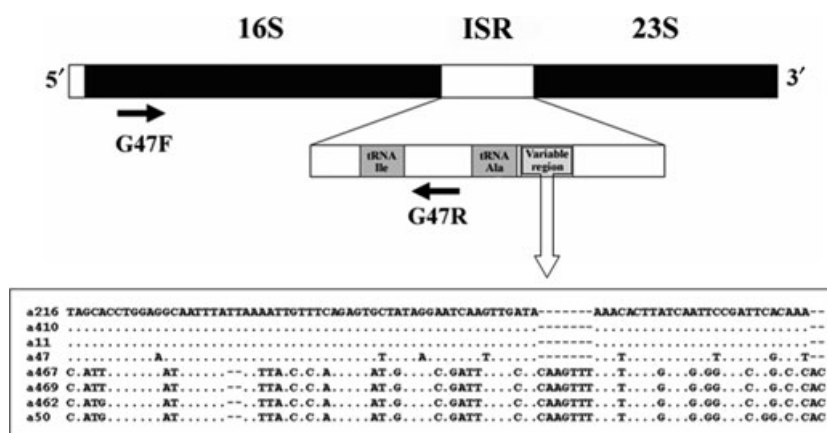 16S ISR 23S
5′ 3′
G47F
tRNA Ile
tRNA Ala
Variable region
G47R
a216 TAGCACCTGGAGGCAATTTATTAAAATTGTTTCAGAGTGCTATAGGAATCAAGTTGATA-------AAACACTTATCAATTCCGATTCACAAA--
a410 ...........................................................-------...........................--
a11 ...........................................................-------...........................--
a47 ...........A...........................T....A.......T......-------...T...........T......G...T--
a467 C.ATT.......AT......--..TTA.C.C.A.....AT.G....C.GATT....C..CAAGTTT...T....G...G.GG...C..G.C.CAC
a469 C.ATT.......AT......--..TTA.C.C.A.....AT.G....C.GATT....C..CAAGTTT...T....G...G.GG...C..G.C.CAC
a462 C.ATG.......AT......--..TTA.C.C.A.....AT.G....C.GATT....C..CAAGTTT...T....G...G.GG...C..G.C.CAC
a50 C.ATG.......AT......--..TTA.C.C.A.....AT.G....C.GATT....C..CAAGTTT...T....G...G.GG...C.GG.C.CAC